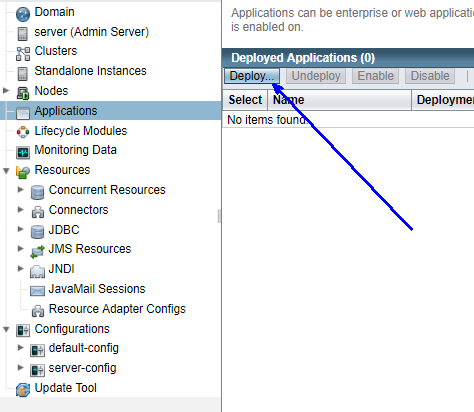 Domain
server (Admin Server)
Clusters
Standalone Instances
Nodes
Applications
Lifecycle Modules
Monitoring Data
Resources
Concurrent Resources
Connectors
JDBC
JMS Resources
JNDI
JavaMail Sessions
Resource Adapter Configs
Configurations
default-config
server-config
Update Tool
Applications can be enterprise or web applicatio
is enabled on.
Deployed Applications (0)
Deploy... Undeploy Enable Disable
Select Name Deploymen
No items found.